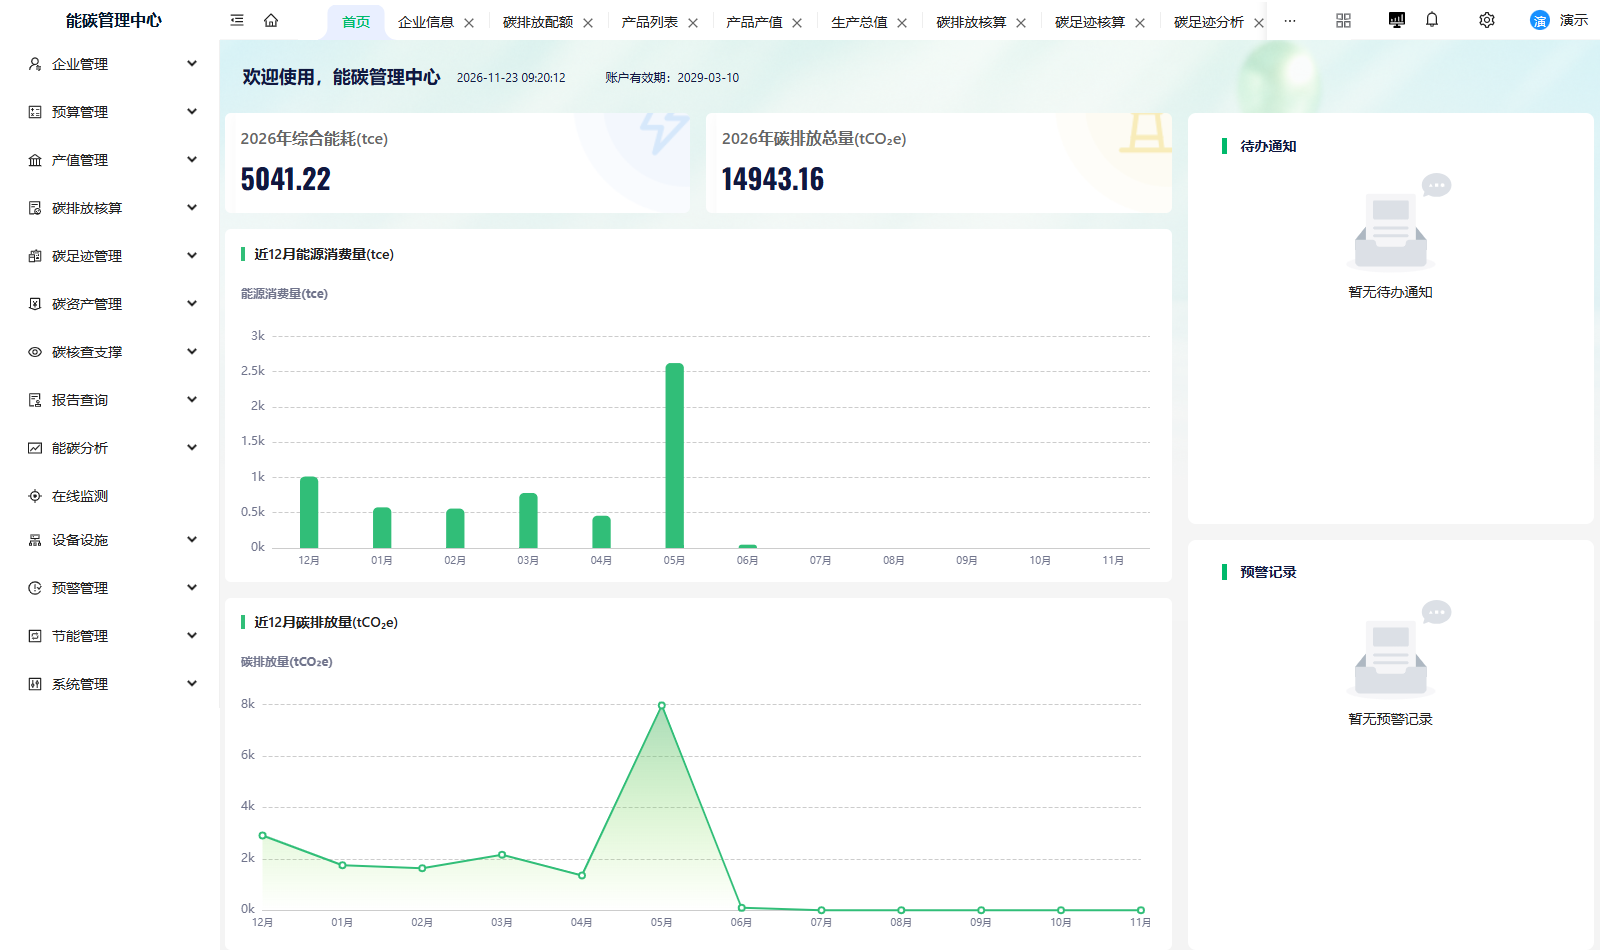 能碳管理中心
首页
企业信息
碳排放配额
产品列表
产品产值
生产总值
碳排放核算
碳足迹核算
碳足迹分析
演
演示
企业管理
预算管理
产值管理
碳排放核算
碳足迹管理
碳资产管理
碳核查支撑
报告查询
能碳分析
在线监测
设备设施
预警管理
节能管理
系统管理
欢迎使用，能碳管理中心 2026-11-23 09:20:12 账户有效期：2029-03-10
2026年综合能耗(tce)
5041.22
2026年碳排放总量(tCO₂e)
14943.16
近12月能源消费量(tce)
能源消费量(tce)
3k
2.5k
2k
1.5k
1k
0.5k
0k
12月 01月 02月 03月 04月 05月 06月 07月 08月 09月 10月 11月
近12月碳排放量(tCO₂e)
碳排放量(tCO₂e)
8k
6k
4k
2k
0k
12月 01月 02月 03月 04月 05月 06月 07月 08月 09月 10月 11月
待办通知
暂无待办通知
预警记录
暂无预警记录